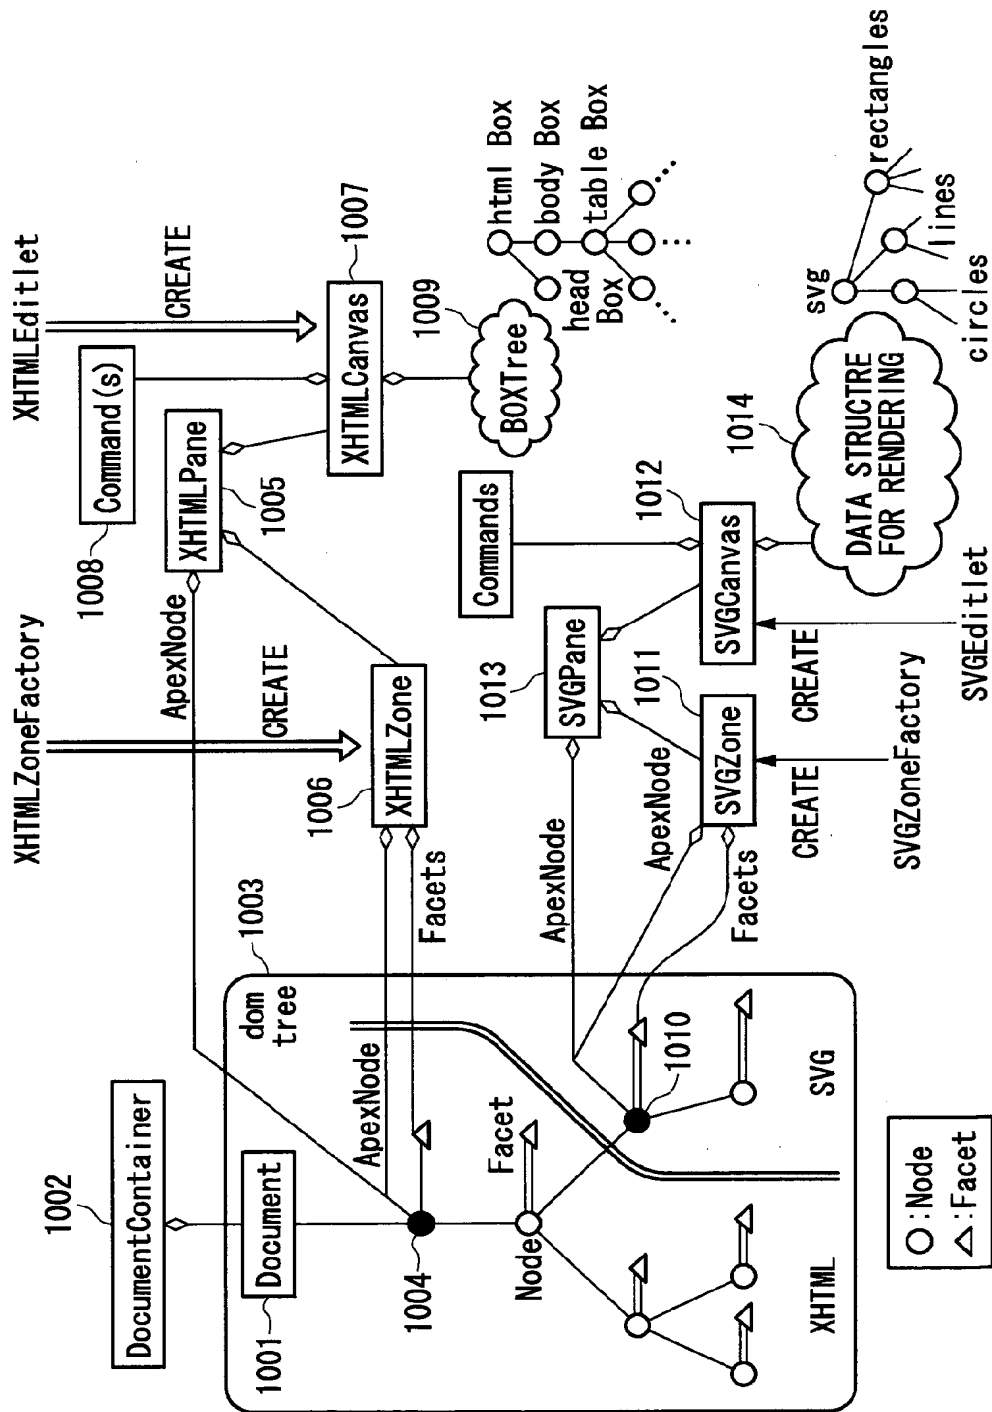 XHTMLEditlet
CREATE
1007
XHTMLCanvas
Command(s)
1008
XHTMLPane
1005
1009
BOXTree
html Box
body Box
table Box
head
Box
XHTMLZoneFactory
CREATE
ApexNode
XHTMLZone
1006
ApexNode
Facets
DocumentContainer
1002
Document
1001
1003
dom
tree
1004
Node
Facet
XHTML
SVG
1010
ApexNode
ApexNode
Facets
SVGPane
1013
SVGZone
1011
CREATE
SVGZoneFactory
Commands
SVGCanvas
1012
CREATE
SVGEditlet
DATA STRUCTRE
FOR RENDERING
1014
svg
rectangles
lines
circles
:Node
:Facet